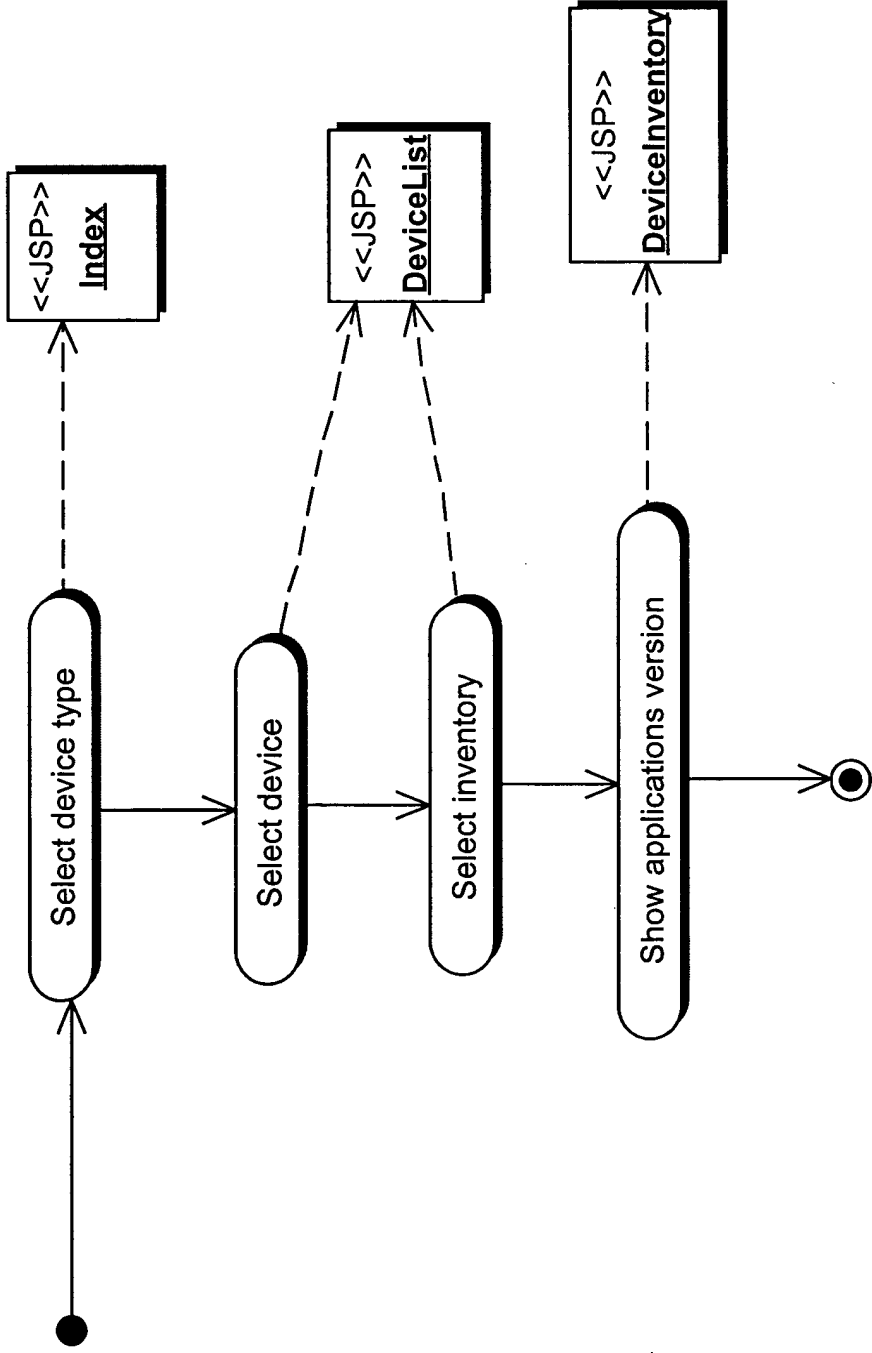 Select device type
<<JSP>>
Index
Select device
Select inventory
<<JSP>>
DeviceList
Show applications version
<<JSP>>
DeviceInventory